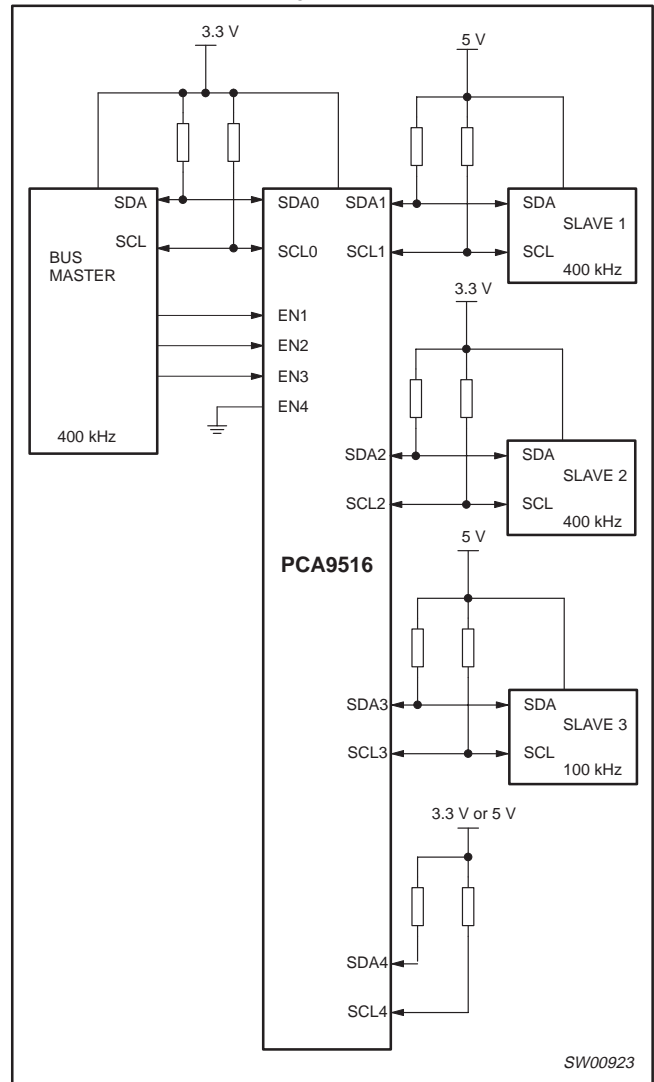 3.3 V
5 V
SDA
SDA0
SDA1
SDA
SLAVE 1
SCL
BUS
MASTER
SCL0
SCL1
SCL
400 kHz
3.3 V
EN1
EN2
EN3
EN4
400 kHz
SDA2
SDA
SLAVE 2
SCL2
SCL
400 kHz
5 V
PCA9516
SDA3
SDA
SLAVE 3
SCL3
SCL
100 kHz
3.3 V or 5 V
SDA4
SCL4
SW00923